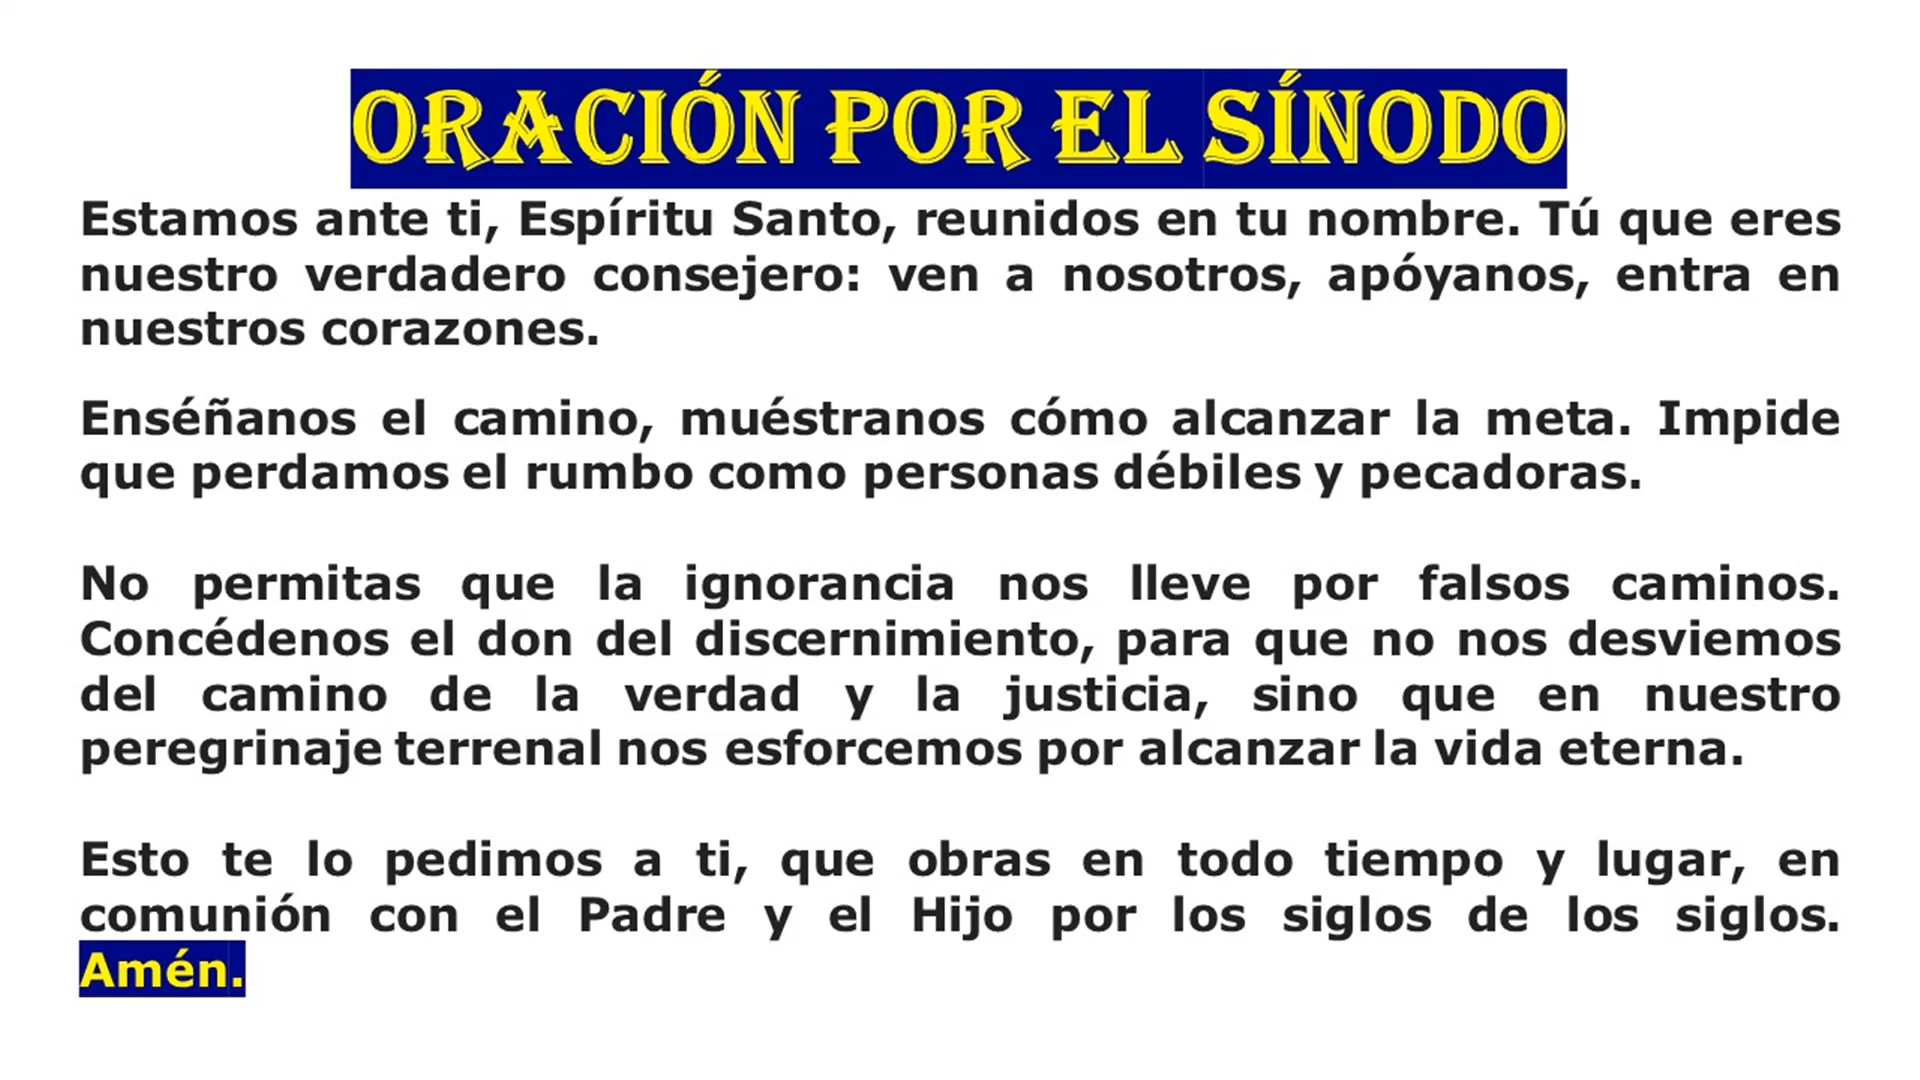 ORACIÓN POR EL SÍNODO
Estamos ante ti, Espíritu Santo, reunidos en tu nombre. Tú que eres
nuestro verdadero consejero: ven a nosotros, apóyanos, entra en
nuestros corazones.
Enséñanos el camino, muéstranos cómo alcanzar la meta. Impide
que perdamos el rumbo como personas débiles y pecadoras.
No permitas que la ignorancia nos lleve por falsos caminos.
Concédenos el don del discernimiento, para que no nos desviemos
del camino de la verdad y la justicia, sino que en nuestro
peregrinaje terrenal nos esforcemos por alcanzar la vida eterna.
Esto te lo pedimos a ti, que obras en todo tiempo y lugar, en
comunión con el Padre y el Hijo por los siglos de los siglos.
Amén.